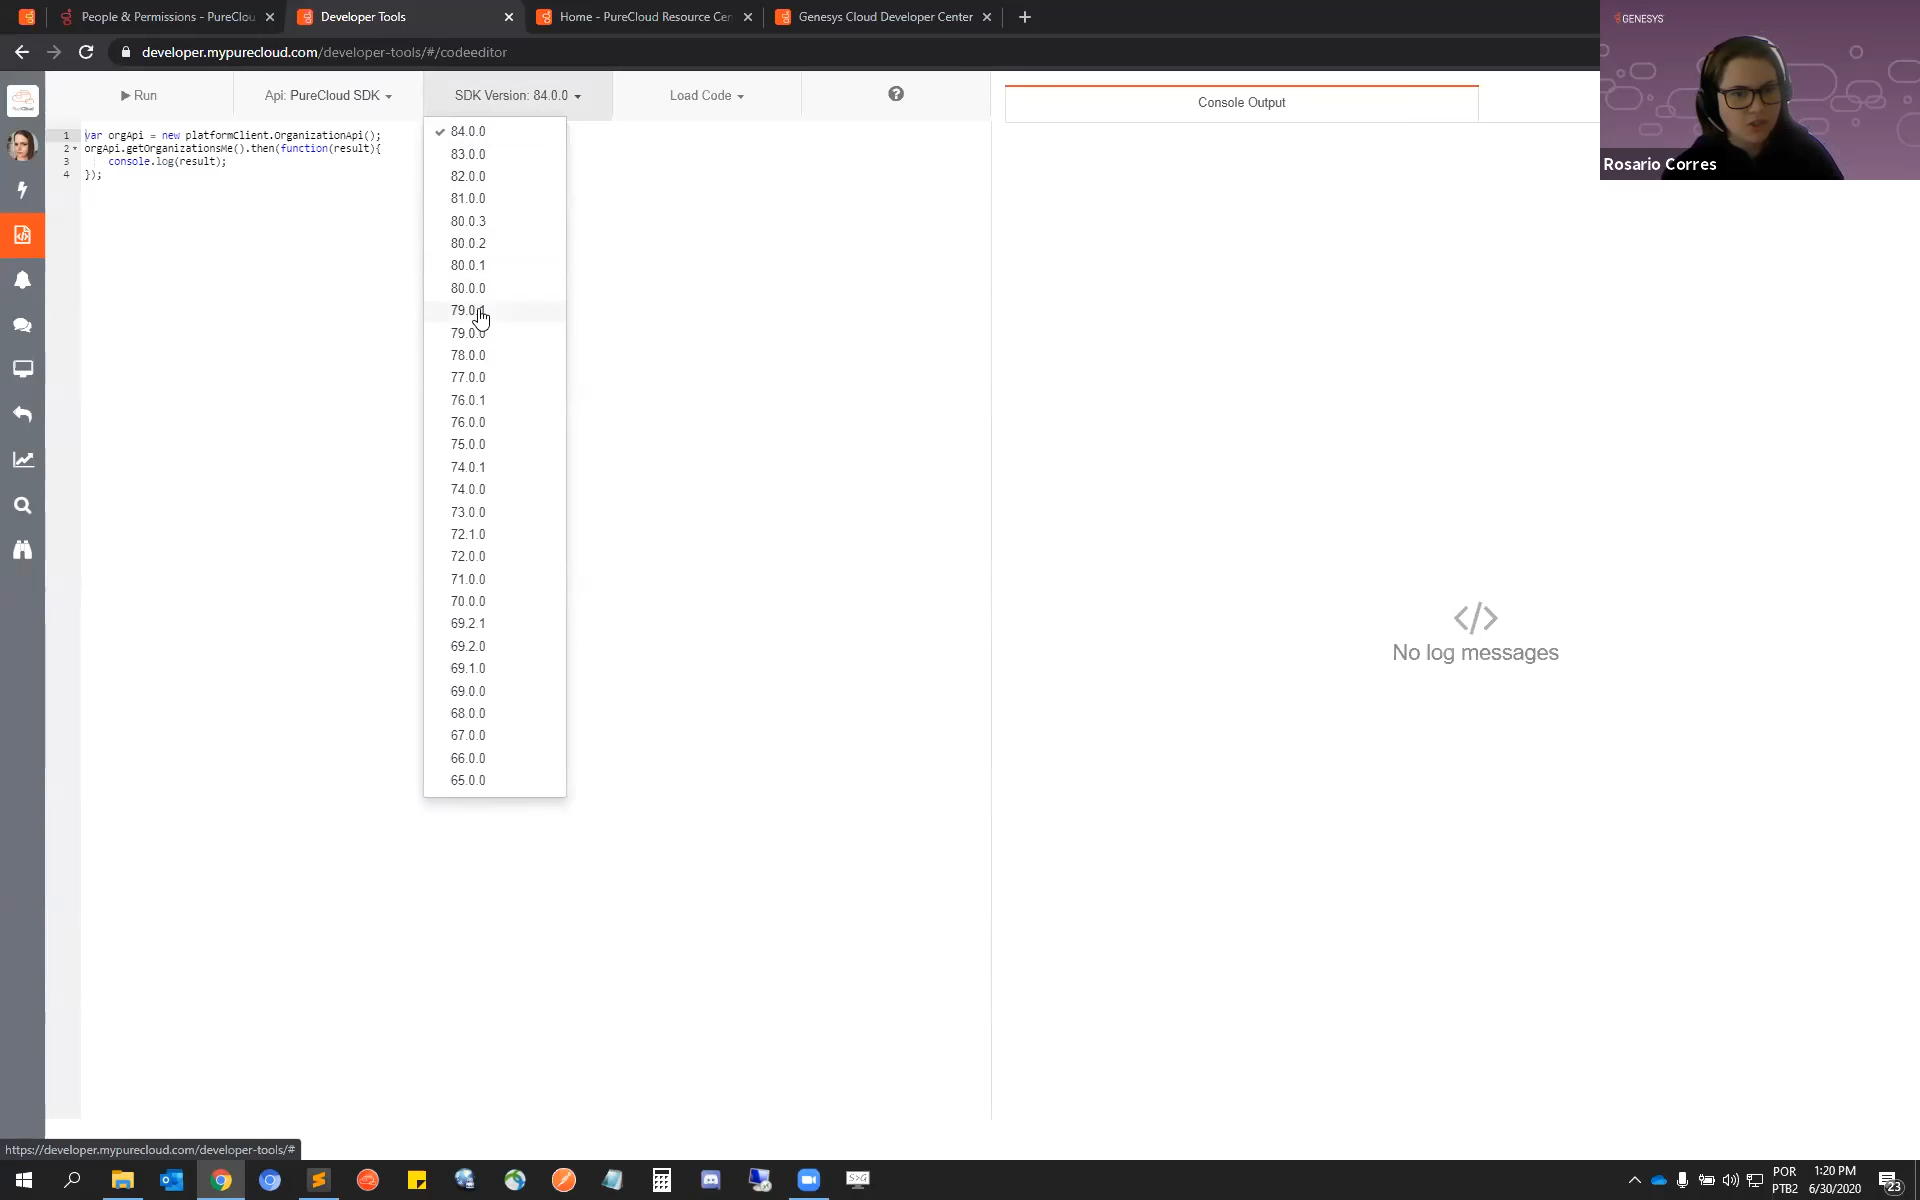 People & Permissions - PureClou
Developer Tools
Home - PureCloud Resource Cen
Genesys Cloud Developer Center
developer.mypurecloud.com/developer-tools/#/codeeditor
GENESYS
Rosario Corres
Run
Api: PureCloud SDK
SDK Version: 84.0.0
Load Code
Console Output
1 var orgApi = new platformClient.OrganizationApi();
2 orgApi.getOrganizationsMe().then(function(result){
3 console.log(result);
4 });
84.0.0
83.0.0
82.0.0
81.0.0
80.0.3
80.0.2
80.0.1
80.0.0
79.0.1
79.0.0
78.0.0
77.0.0
76.0.1
76.0.0
75.0.0
74.0.1
74.0.0
73.0.0
72.1.0
72.0.0
71.0.0
70.0.0
69.2.1
69.2.0
69.1.0
69.0.0
68.0.0
67.0.0
66.0.0
65.0.0
</>
No log messages
https://developer.mypurecloud.com/developer-tools/#
POR
PTB2
1:20 PM
6/30/2020
23